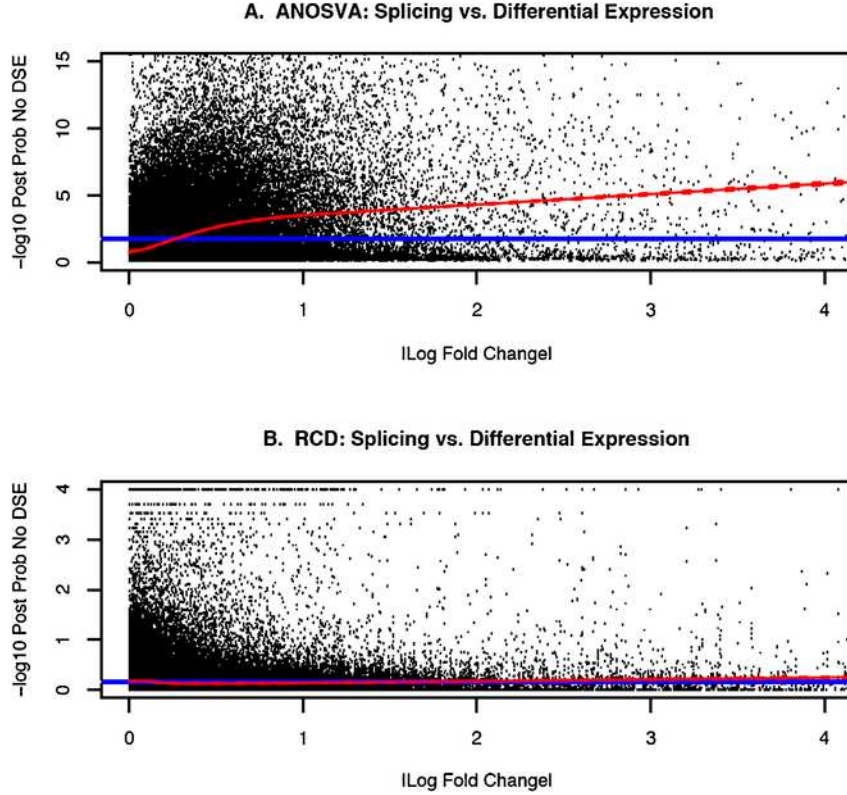 A. ANOSVA: Splicing vs. Differential Expression
−log10 Post Prob No DSE
15
10
5
0
0 1 2 3 4
lLog Fold Changel
B. RCD: Splicing vs. Differential Expression
−log10 Post Prob No DSE
4
3
2
1
0
0 1 2 3 4
lLog Fold Changel